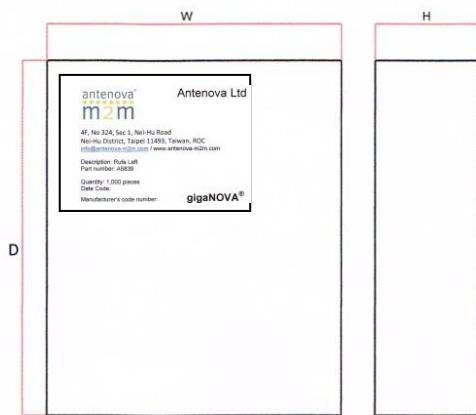 W
H
antenova®
m2m
Antenova Ltd
4F, No 324, Sec 1, Nei-Hu Road
Nei-Hu District, Taipei 11493, Taiwan, ROC
info@antenova-m2m.com / www.antenova-m2m.com
Description: Rufa Left
Part number: A5839
Quantity: 1,000 pieces
Date Code:
Manufacturer's code number:
gigaNOVA®
D